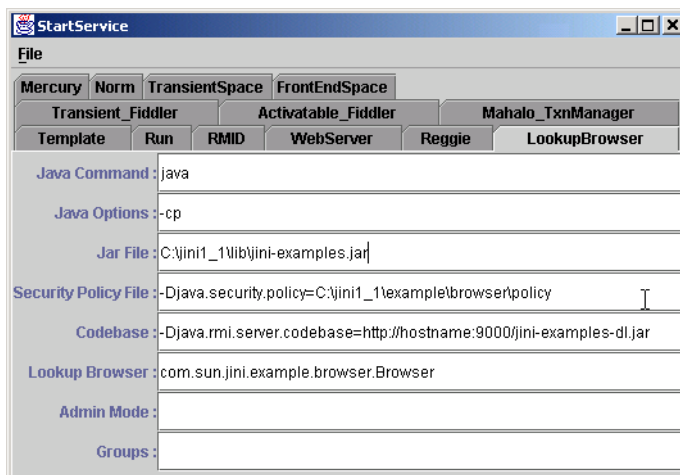 StartService
File
Mercury Norm TransientSpace FrontEndSpace
Transient_Fiddler Activatable_Fiddler Mahalo_TxnManager
Template Run RMID WebServer Reggie LookupBrowser
Java Command : java
Java Options : -cp
Jar File : C:\jini1_1\lib\jini-examples.jar
Security Policy File : -Djava.security.policy=C:\jini1_1\example\browser\policy
Codebase : -Djava.rmi.server.codebase=http://hostname:9000/jini-examples-dl.jar
Lookup Browser : com.sun.jini.example.browser.Browser
Admin Mode :
Groups :